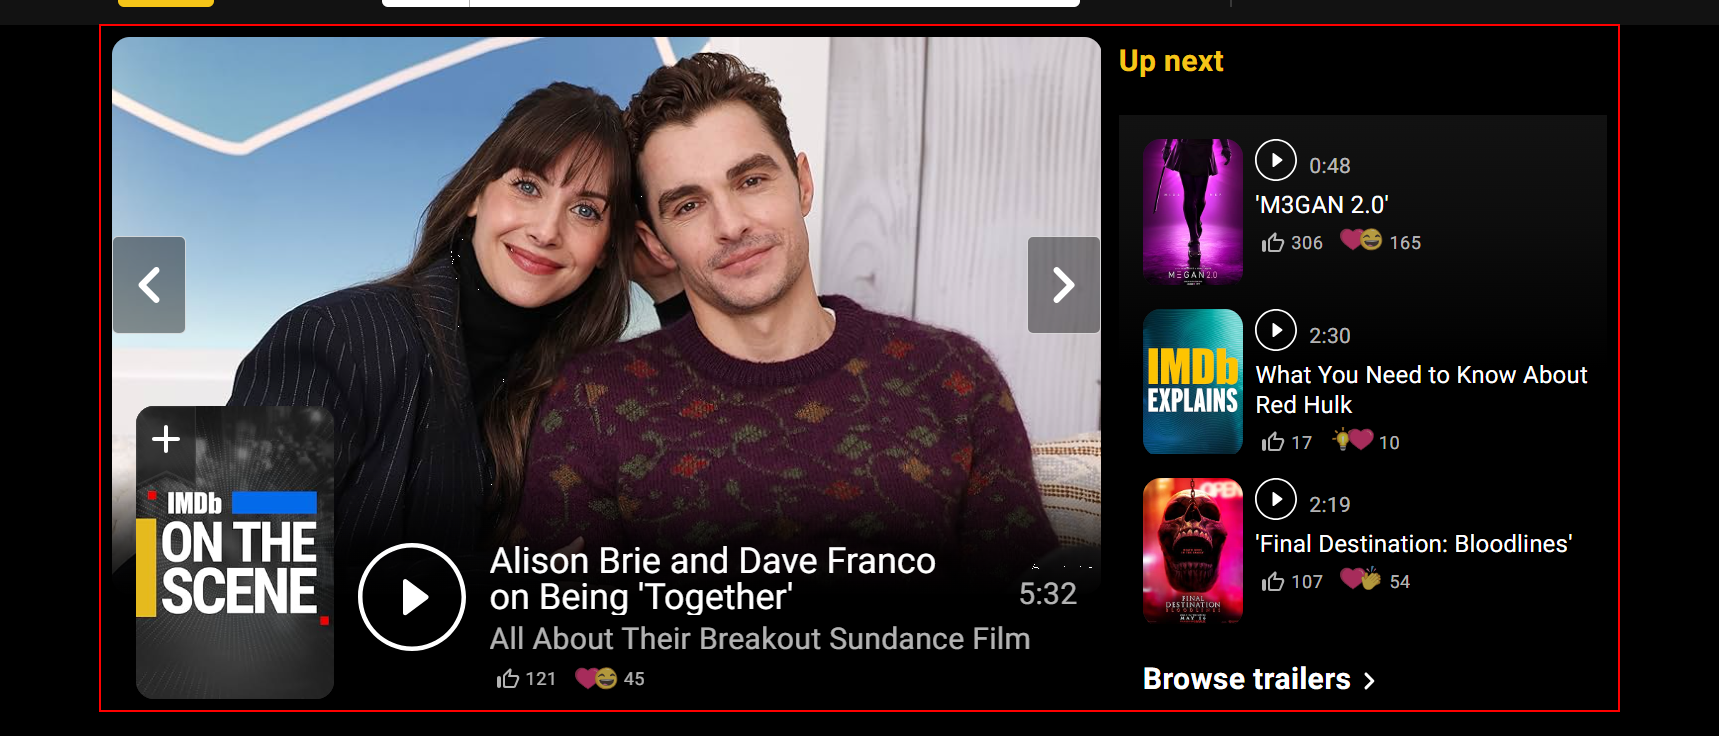 Up next
0:48
'M3GAN 2.0'
306
165
MEGAN 2.0
IMDb
EXPLAINS
2:30
What You Need to Know About
Red Hulk
17
10
OPEN
2:19
'Final Destination: Bloodlines'
107
54
FINAL
DESTINATION
BLOODLINES
MAY 16
Browse trailers
IMDb
ON THE
SCENE
Alison Brie and Dave Franco
on Being 'Together'
5:32
All About Their Breakout Sundance Film
121
45